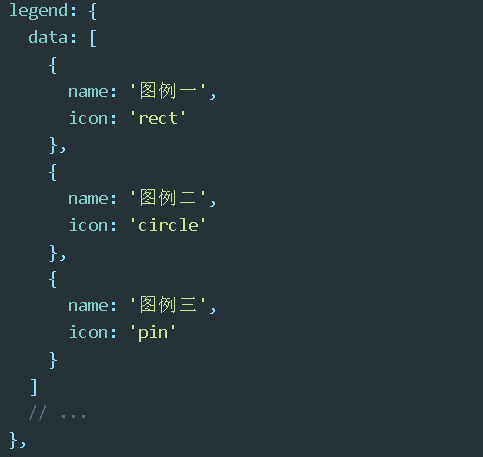 legend: {
  data: [
    {
      name: '图例一',
      icon: 'rect'
    },
    {
      name: '图例二',
      icon: 'circle'
    },
    {
      name: '图例三',
      icon: 'pin'
    }
  ]
  // ...
},